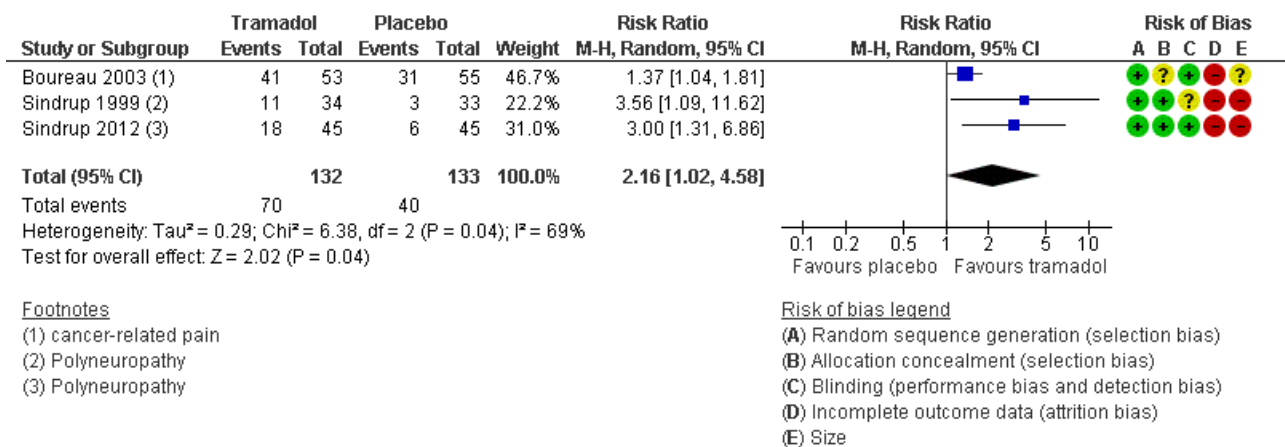 Tramadol Placebo Risk Ratio Risk Ratio Risk of Bias
Study or Subgroup Events Total Events Total Weight M-H, Random, 95% CI M-H, Random, 95% CI A B C D E
Boureau 2003 (1) 41 53 31 55 46.7% 1.37 [1.04, 1.81] + ? + - ?
Sindrup 1999 (2) 11 34 3 33 22.2% 3.56 [1.09, 11.62] + + ? - -
Sindrup 2012 (3) 18 45 6 45 31.0% 3.00 [1.31, 6.86] + + + - -
Total (95% CI) 132 133 100.0% 2.16 [1.02, 4.58]
Total events 70 40
Heterogeneity: Tau² = 0.29; Chi² = 6.38, df = 2 (P = 0.04); I² = 69%
Test for overall effect: Z = 2.02 (P = 0.04)
0.1 0.2 0.5 1 2 5 10
Favours placebo Favours tramadol
Footnotes
(1) cancer-related pain
(2) Polyneuropathy
(3) Polyneuropathy
Risk of bias legend
(A) Random sequence generation (selection bias)
(B) Allocation concealment (selection bias)
(C) Blinding (performance bias and detection bias)
(D) Incomplete outcome data (attrition bias)
(E) Size